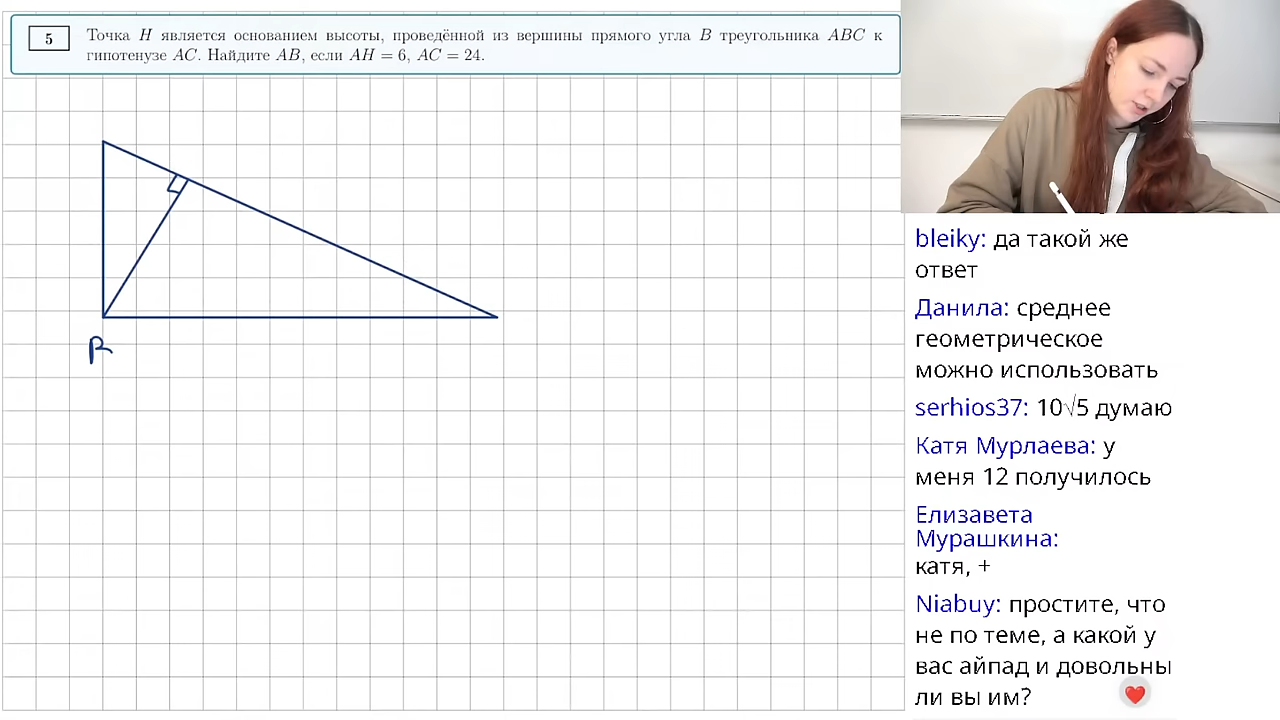 5
Точка H является основанием высоты, проведённой из вершины прямого угла B треугольника ABC к
гипотенузе AC. Найдите AB, если AH = 6, AC = 24.
bleiky: да такой же
ответ
Данила: среднее
геометрическое
можно использовать
serhios37: 10√5 думаю
Катя Мурлаева: у
меня 12 получилось
Елизавета
Мурашкина:
катя, +
Niabuy: простите, что
не по теме, а какой у
вас айпад и довольны
ли вы им?